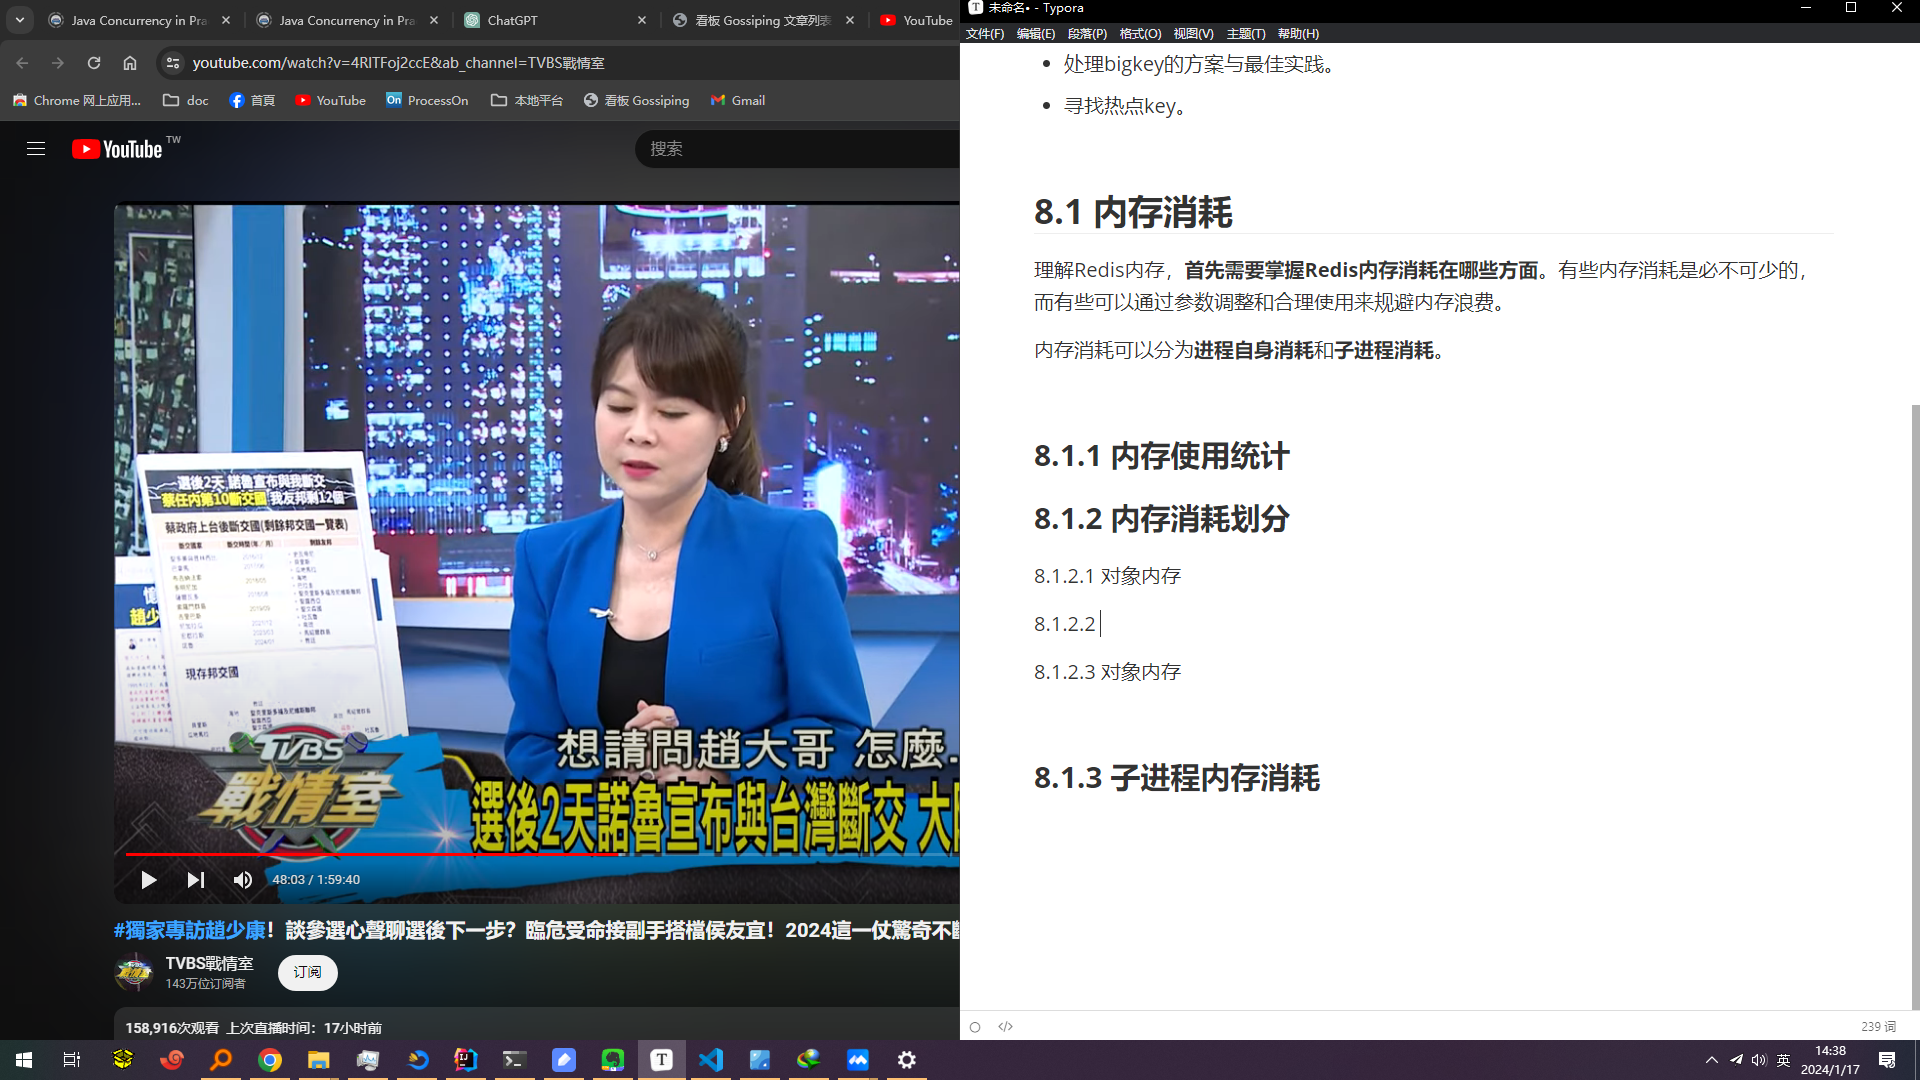 Java Concurrency in Pra
Java Concurrency in Pra
ChatGPT
看板 Gossiping 文章列表
YouTube
youtube.com/watch?v=4RlTFoj2ccE&ab_channel=TVBS戰情室
Chrome 网上应用...
doc
首頁
YouTube
ProcessOn
本地平台
看板 Gossiping
Gmail
YouTube TW
搜索
選後2天 諾魯宣布與我斷交
蔡任內第10斷交國 我友邦剩12個
蔡政府上台後斷交國(剩餘邦交國一覽表)
現存邦交國
TVBS
戰情室
想請問趙大哥 怎麼..
選後2天諾魯宣布與台灣斷交 大
48:03 / 1:59:40
#獨家專訪趙少康！談參選心聲聊選後下一步？臨危受命接副手搭檔侯友宜！2024這一仗驚奇不斷
TVBS戰情室
143万位订阅者
订阅
158,916次观看 上次直播时间：17小时前
未命名• - Typora
文件(F) 编辑(E) 段落(P) 格式(O) 视图(V) 主题(T) 帮助(H)
处理bigkey的方案与最佳实践。
寻找热点key。
8.1 内存消耗
理解Redis内存，首先需要掌握Redis内存消耗在哪些方面。有些内存消耗是必不可少的，
而有些可以通过参数调整和合理使用来规避内存浪费。
内存消耗可以分为进程自身消耗和子进程消耗。
8.1.1 内存使用统计
8.1.2 内存消耗划分
8.1.2.1 对象内存
8.1.2.2
8.1.2.3 对象内存
8.1.3 子进程内存消耗
239 词
英
14:38
2024/1/17